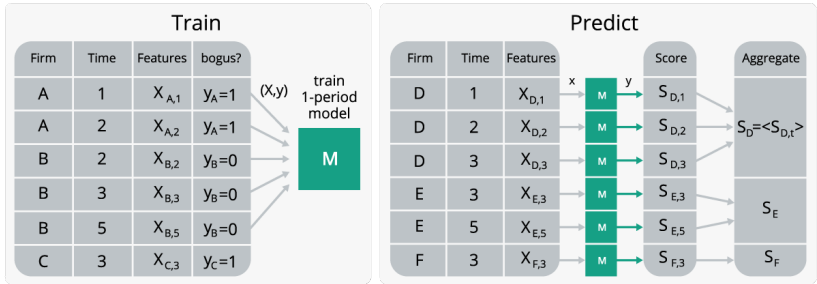 Train
Firm Time Features bogus?
A 1 X A,1 yA=1
A 2 X A,2 yA=1
B 2 XB,2 yB=0
B 3 XB,3 yB=0
B 5 XB,5 yB=0
C 3 XC,3 yC=1
(X,y)
train
1-period
model
M
Predict
Firm Time Features Score Aggregate
x y
D 1 XD,1 M SD,1
D 2 XD,2 M SD,2 SD=<SD,t>
D 3 XD,3 M SD,3
E 3 XE,3 M SE,3
SE
E 5 XE,5 M SE,5
F 3 XF,3 M SF,3 SF